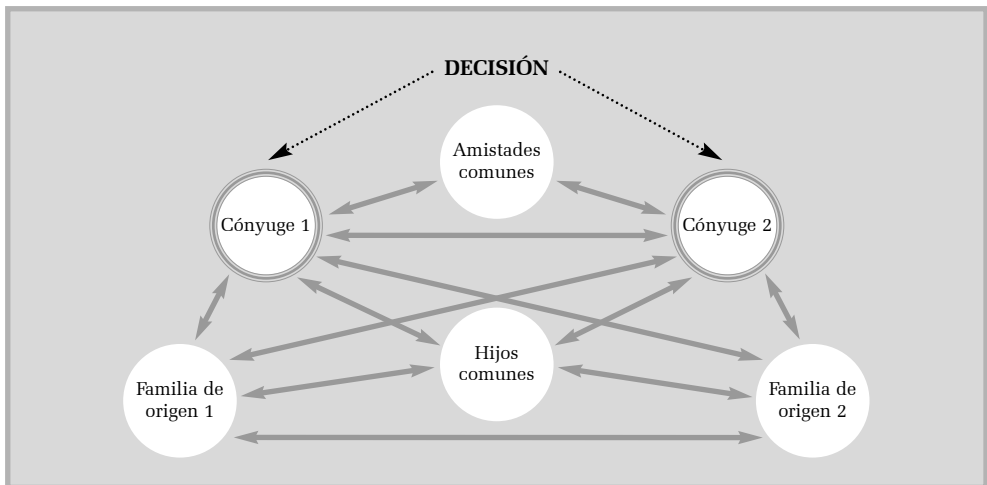 DECISIÓN
Amistades
comunes
Cónyuge 1
Cónyuge 2
Hijos
comunes
Familia de
origen 1
Familia de
origen 2